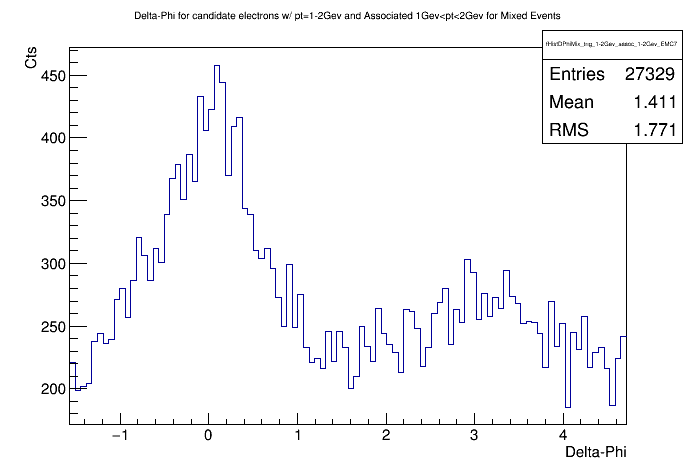 Delta-Phi for candidate electrons w/ pt=1-2Gev and Associated 1Gev<pt<2Gev for Mixed Events
fHistDPhiMix_trig_1-2Gev_assoc_1-2Gev_EMC7
Entries 27329
Mean 1.411
RMS 1.771
Cts
450
400
350
300
250
200
−1 0 1 2 3 4
Delta-Phi